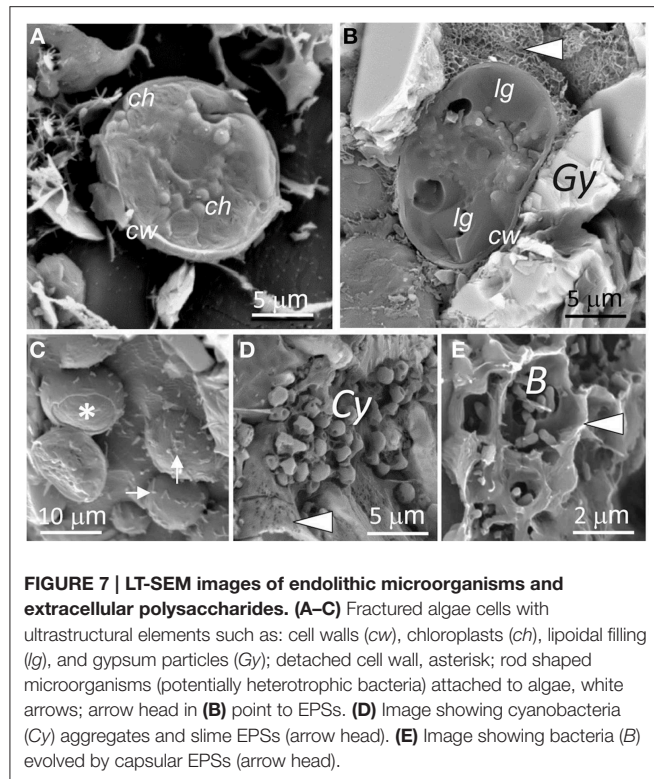 A
ch
ch
cw
5 µm
B
lg
Gy
lg
cw
5 µm
C
*
10 µm
D
Cy
5 µm
E
B
2 µm
FIGURE 7 | LT-SEM images of endolithic microorganisms and
extracellular polysaccharides. (A–C) Fractured algae cells with
ultrastructural elements such as: cell walls (cw), chloroplasts (ch), lipoidal filling
(lg), and gypsum particles (Gy); detached cell wall, asterisk; rod shaped
microorganisms (potentially heterotrophic bacteria) attached to algae, white
arrows; arrow head in (B) point to EPSs. (D) Image showing cyanobacteria
(Cy) aggregates and slime EPSs (arrow head). (E) Image showing bacteria (B)
evolved by capsular EPSs (arrow head).